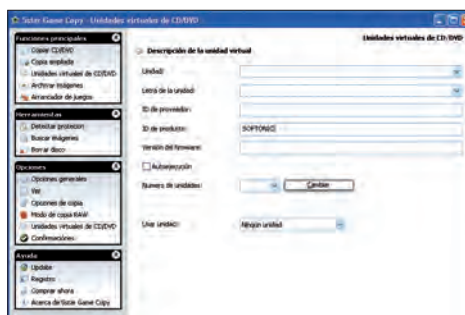 Sister Game Copy - Unidades virtuales de CD/DVD
Unidades virtuales de CD/DVD
Funciones principales
Copiar CD/DVD
Copia ampliada
Unidades virtuales de CD/DVD
Archivar imágenes
Arrancador de juegos
Herramientas
Detectar proteccion
Buscar imágenes
Borrar disco
Opciones
Opciones generales
Ver
Opciones de copia
Modo de copia RAW
Unidades virtuales de CD/DVD
Confirmaciones
Ayuda
Update
Registro
Comprar ahora
Acerca de Sister Game Copy
Descripción de la unidad virtual
Unidad:
Letra de la unidad:
ID de proveedor:
ID de producto: SOFTONIC
Versión del firmware:
Autoejecución
Numero de unidades: Cambiar
Usar unidad: Ningun unidad